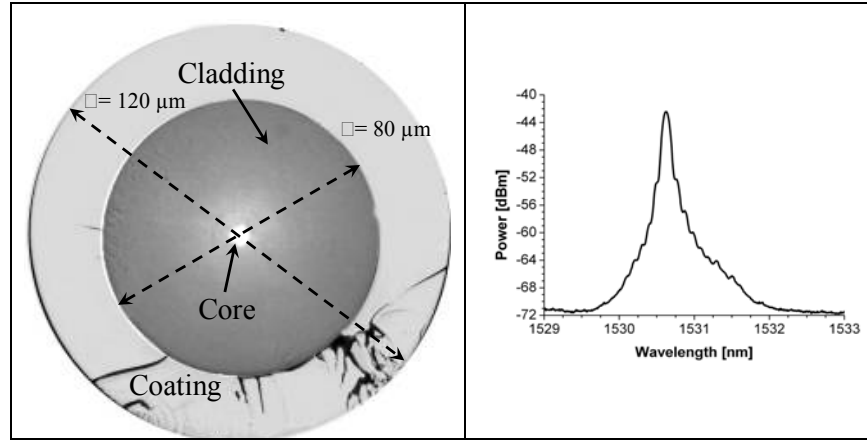 Cladding
□= 120 µm
□= 80 µm
Core
Coating
Power [dBm]
-40
-44
-48
-52
-56
-60
-64
-68
-72
1529
1530
1531
1532
1533
Wavelength [nm]